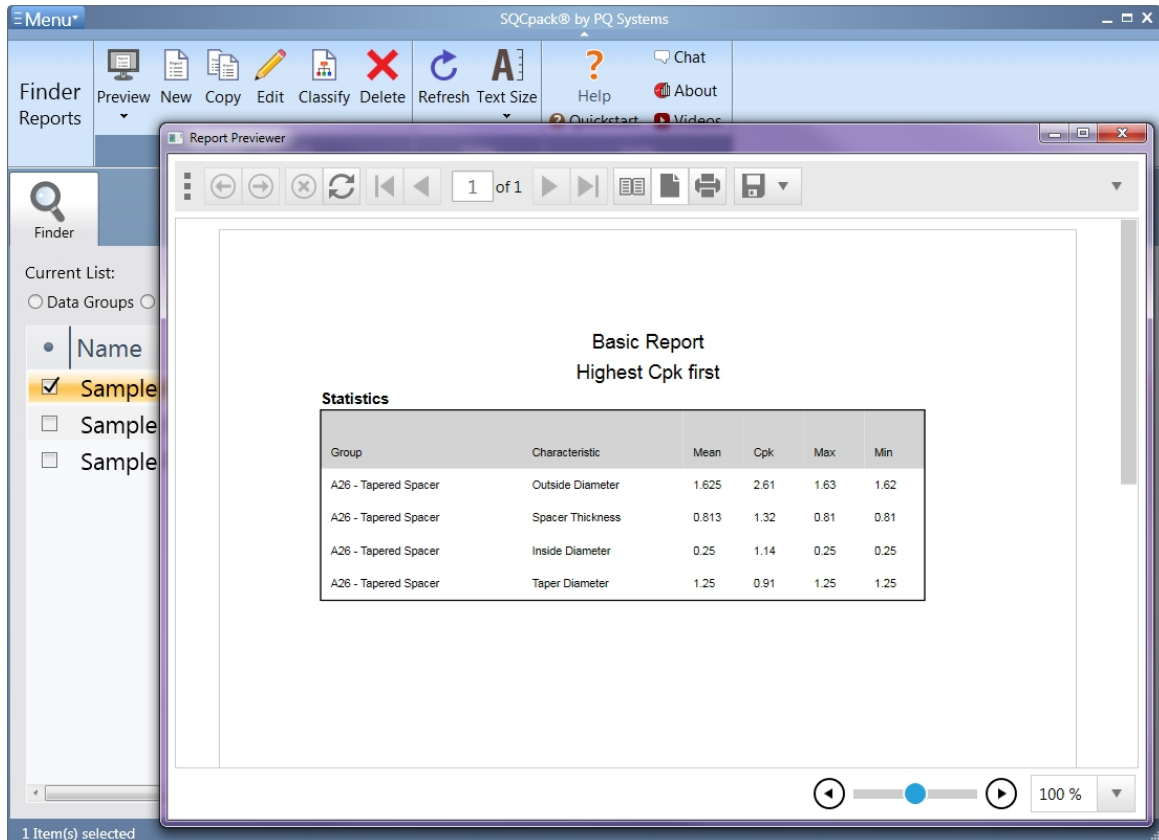 Menu
SQCpack® by PQ Systems
Finder
Reports
Preview New Copy Edit Classify Delete Refresh Text Size
Help
Quickstart
Chat
About
Videos
Report Previewer
1 of 1
Finder
Current List:
Data Groups
Name
Sample
Sample
Sample
Basic Report
Highest Cpk first
Statistics
Group Characteristic Mean Cpk Max Min
A26 - Tapered Spacer Outside Diameter 1.625 2.61 1.63 1.62
A26 - Tapered Spacer Spacer Thickness 0.813 1.32 0.81 0.81
A26 - Tapered Spacer Inside Diameter 0.25 1.14 0.25 0.25
A26 - Tapered Spacer Taper Diameter 1.25 0.91 1.25 1.25
100 %
1 Item(s) selected